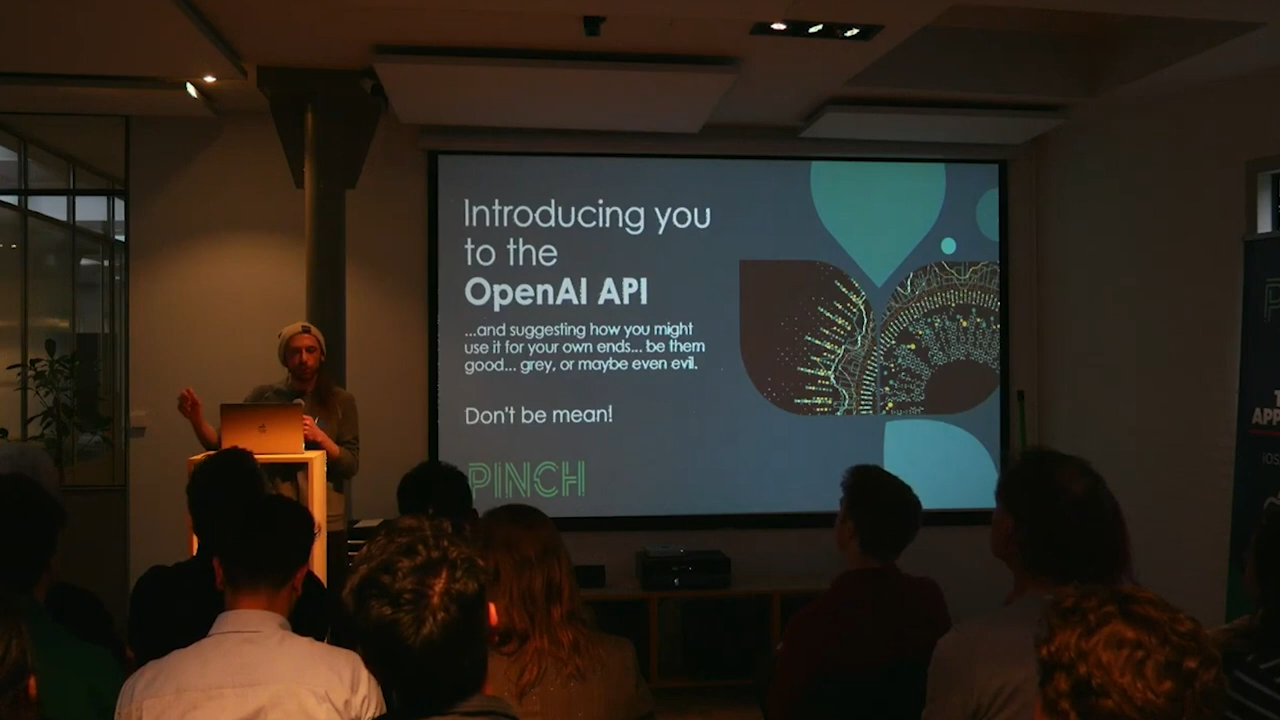 Introducing you
to the
OpenAI API
...and suggesting how you might
use it for your own ends... be them
good... grey, or maybe even evil.
Don't be mean!
PINCH
iOS